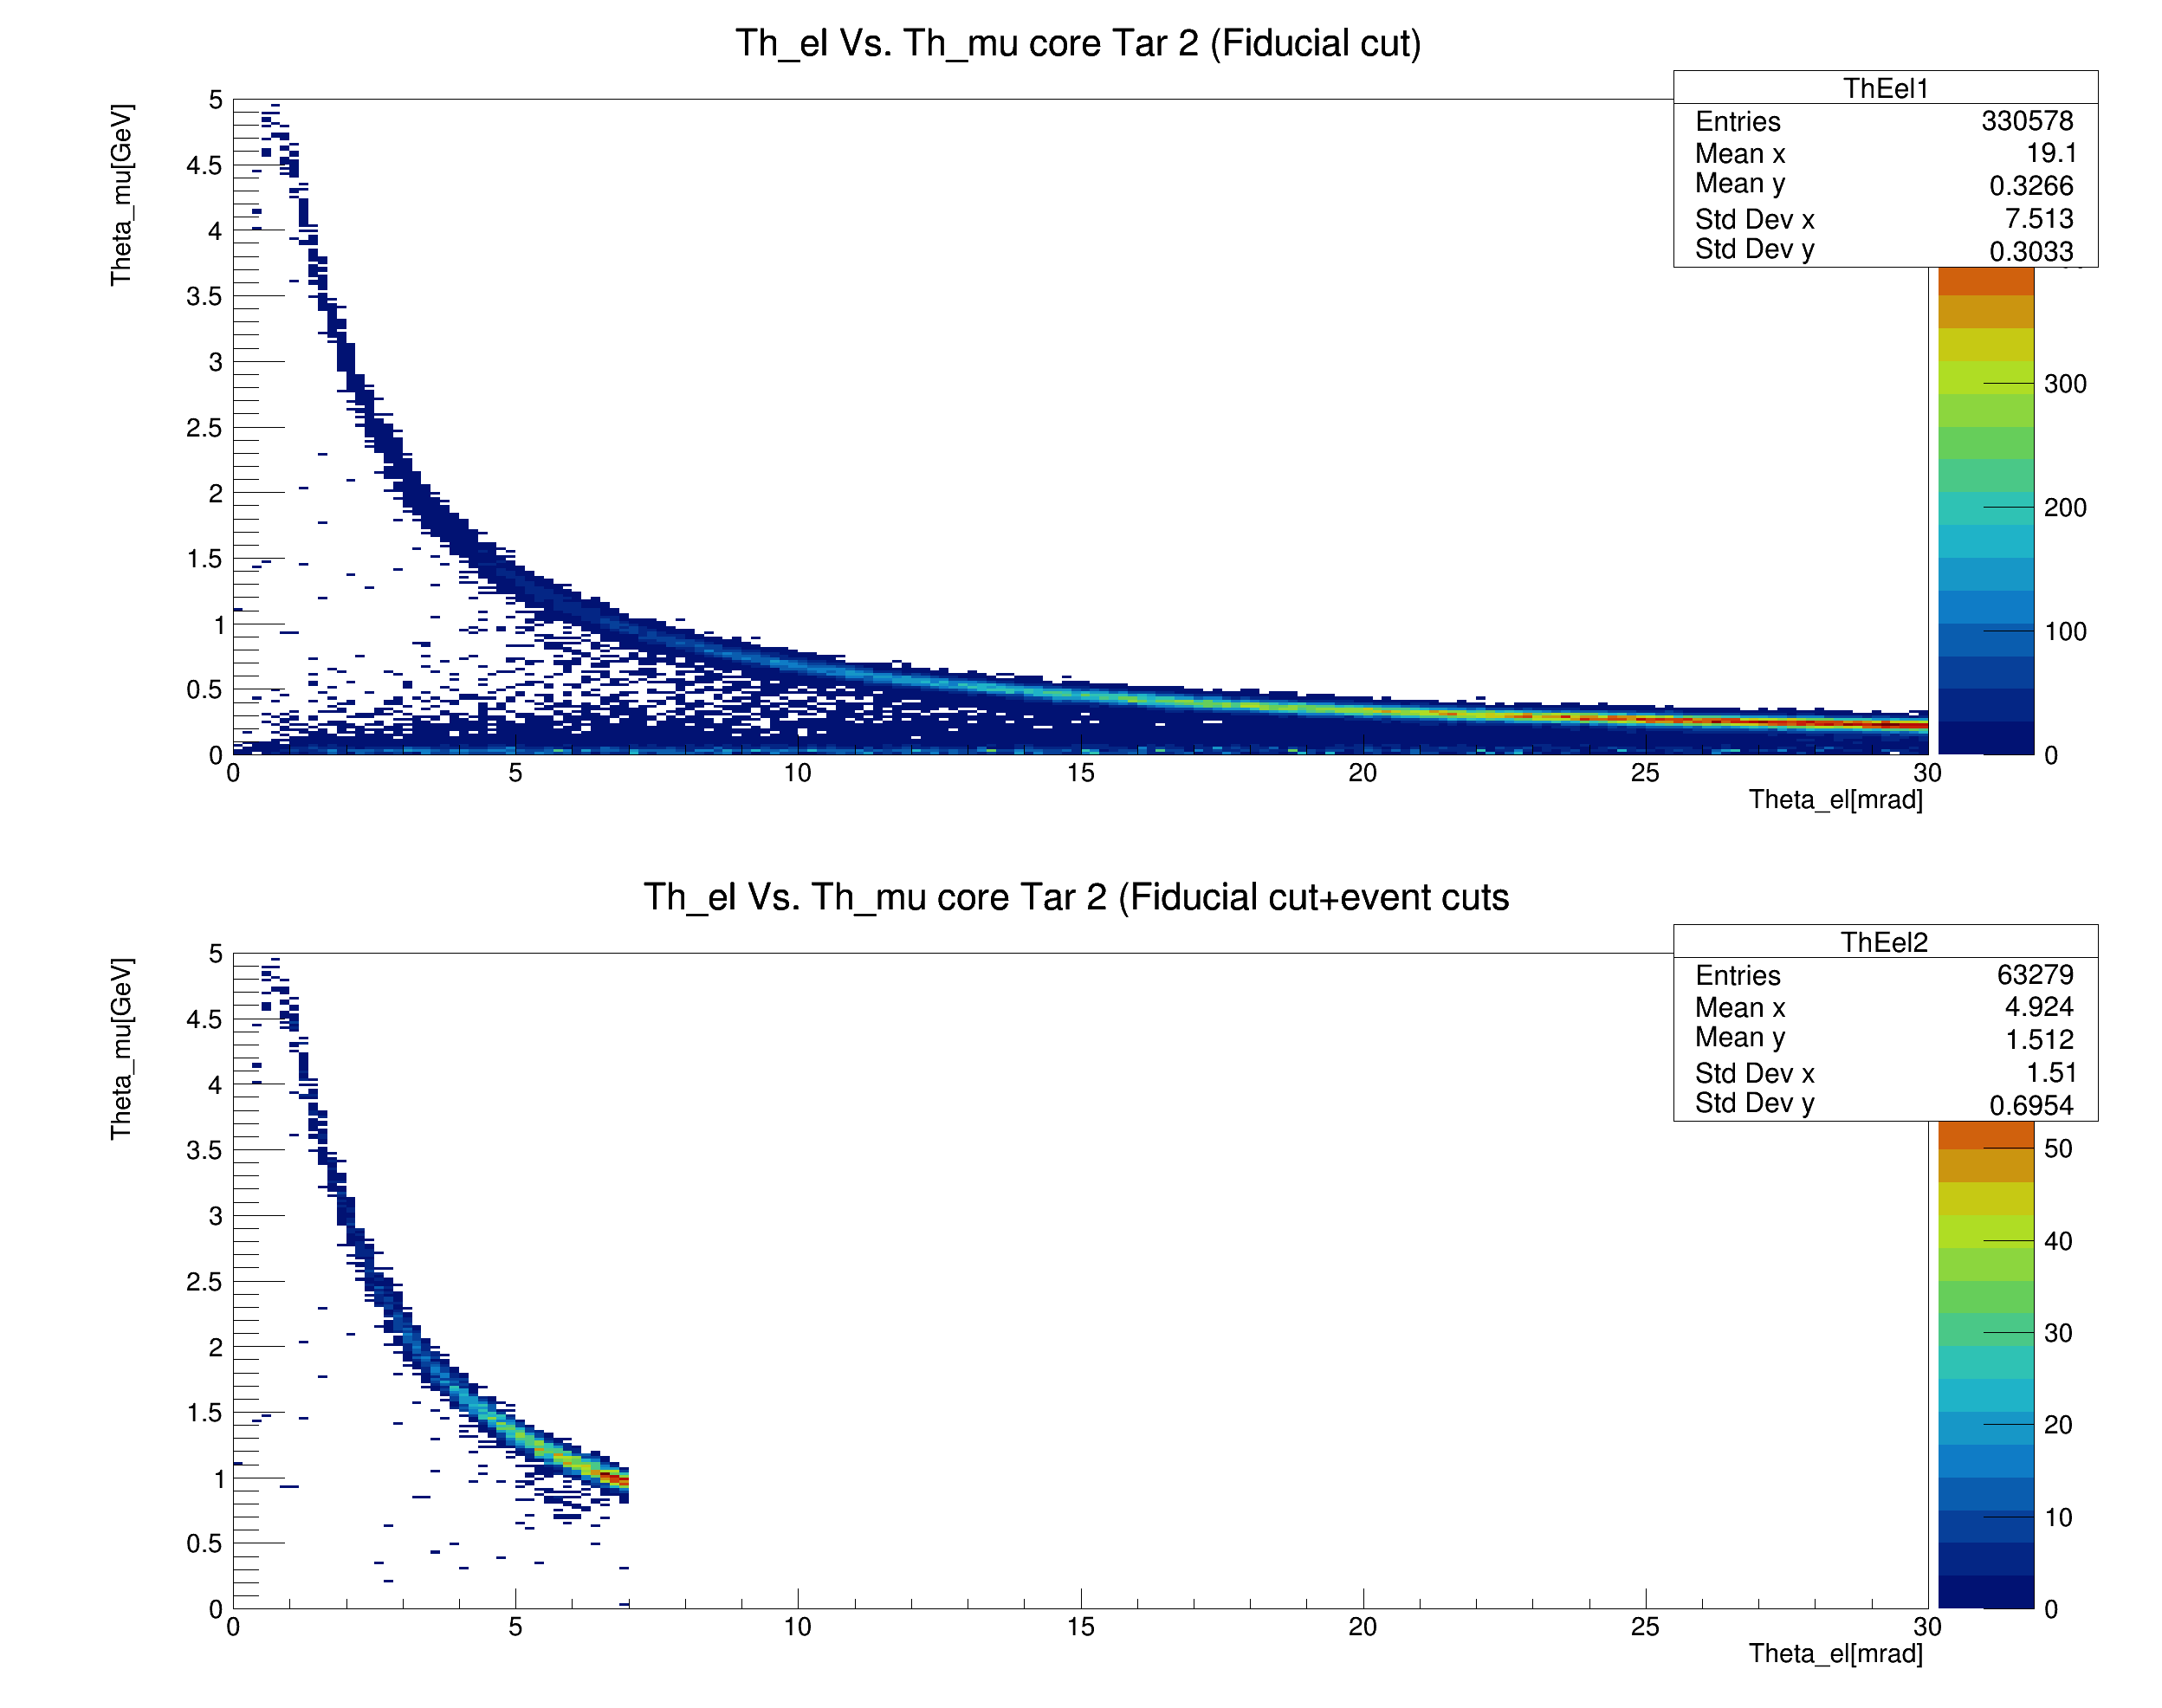 Th_el Vs. Th_mu core Tar 2 (Fiducial cut)
ThEel1
Entries 330578
Mean x 19.1
Mean y 0.3266
Std Dev x 7.513
Std Dev y 0.3033
Theta_mu[GeV]
5
4.5
4
3.5
3
2.5
2
1.5
1
0.5
0
0 5 10 15 20 25 30
Theta_el[mrad]
300
200
100
0
Th_el Vs. Th_mu core Tar 2 (Fiducial cut+event cuts
ThEel2
Entries 63279
Mean x 4.924
Mean y 1.512
Std Dev x 1.51
Std Dev y 0.6954
Theta_mu[GeV]
5
4.5
4
3.5
3
2.5
2
1.5
1
0.5
0
0 5 10 15 20 25 30
Theta_el[mrad]
50
40
30
20
10
0